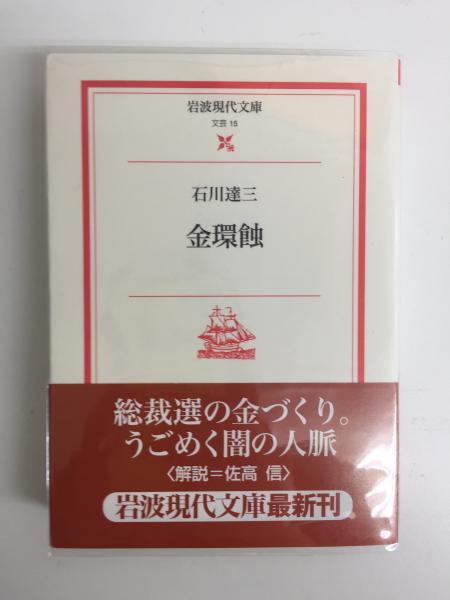 岩波現代文庫
文芸 15
石川達三
金環蝕
総裁選の金づくり。
うごめく闇の人脈
〈解説＝佐高 信〉
岩波現代文庫最新刊